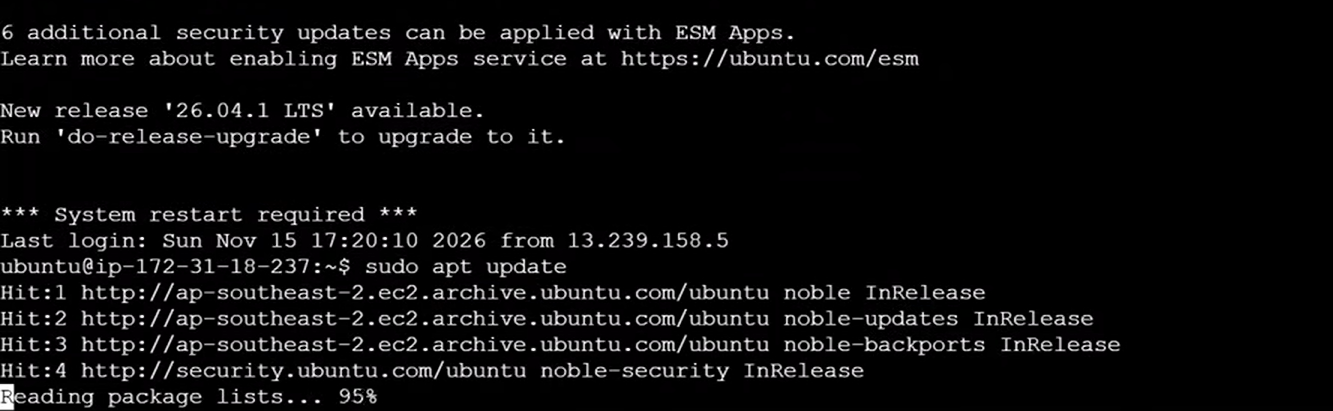 6 additional security updates can be applied with ESM Apps.
Learn more about enabling ESM Apps service at https://ubuntu.com/esm
New release '26.04.1 LTS' available.
Run 'do-release-upgrade' to upgrade to it.
*** System restart required ***
Last login: Sun Nov 15 17:20:10 2026 from 13.239.158.5
ubuntu@ip-172-31-18-237:~$ sudo apt update
Hit:1 http://ap-southeast-2.ec2.archive.ubuntu.com/ubuntu noble InRelease
Hit:2 http://ap-southeast-2.ec2.archive.ubuntu.com/ubuntu noble-updates InRelease
Hit:3 http://ap-southeast-2.ec2.archive.ubuntu.com/ubuntu noble-backports InRelease
Hit:4 http://security.ubuntu.com/ubuntu noble-security InRelease
Reading package lists... 95%